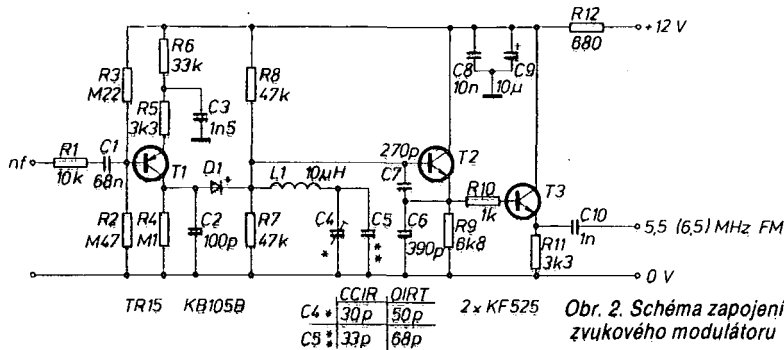 R12
680
+12 V
R6
33k
R3
M22
R5
3k3
C3
1n5
R8
47k
C8
10n
C9
10µ
nf
R1
10k
C1
68n
T1
D1
L1
10µH
270p
C7
T2
R10
1k
T3
C10
1n
5,5 (6,5) MHz FM
R2
M47
R4
M1
C2
100p
R7
47k
C4
*
C5
**
C6
390p
R9
6k8
R11
3k3
0 V
TR15
KB105B
2 x KF525
CCIR OIRT
C4 * 30p 50p
C5 ** 33p 68p
Obr. 2. Schéma zapojení
zvukového modulátoru